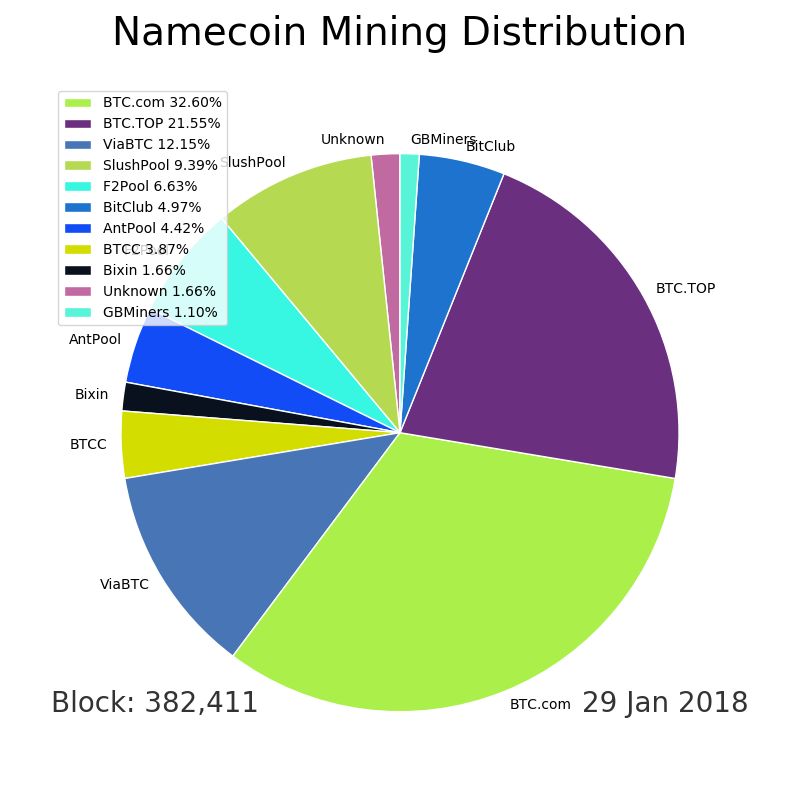 Namecoin Mining Distribution
BTC.com 32.60%
BTC.TOP 21.55%
ViaBTC 12.15%
SlushPool 9.39%
F2Pool 6.63%
BitClub 4.97%
AntPool 4.42%
BTCC 3.87%
Bixin 1.66%
Unknown 1.66%
GBMiners 1.10%
Unknown
GBMiners
BitClub
SlushPool
BTC.TOP
F2Pool
AntPool
Bixin
BTCC
ViaBTC
BTC.com
Block: 382,411
29 Jan 2018